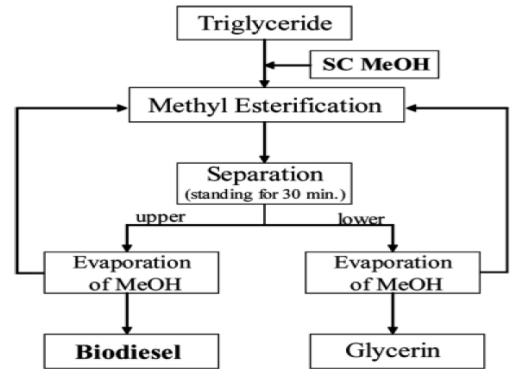 Triglyceride
SC MeOH
Methyl Esterification
Separation
(standing for 30 min.)
upper
lower
Evaporation
of MeOH
Evaporation
of MeOH
Biodiesel
Glycerin